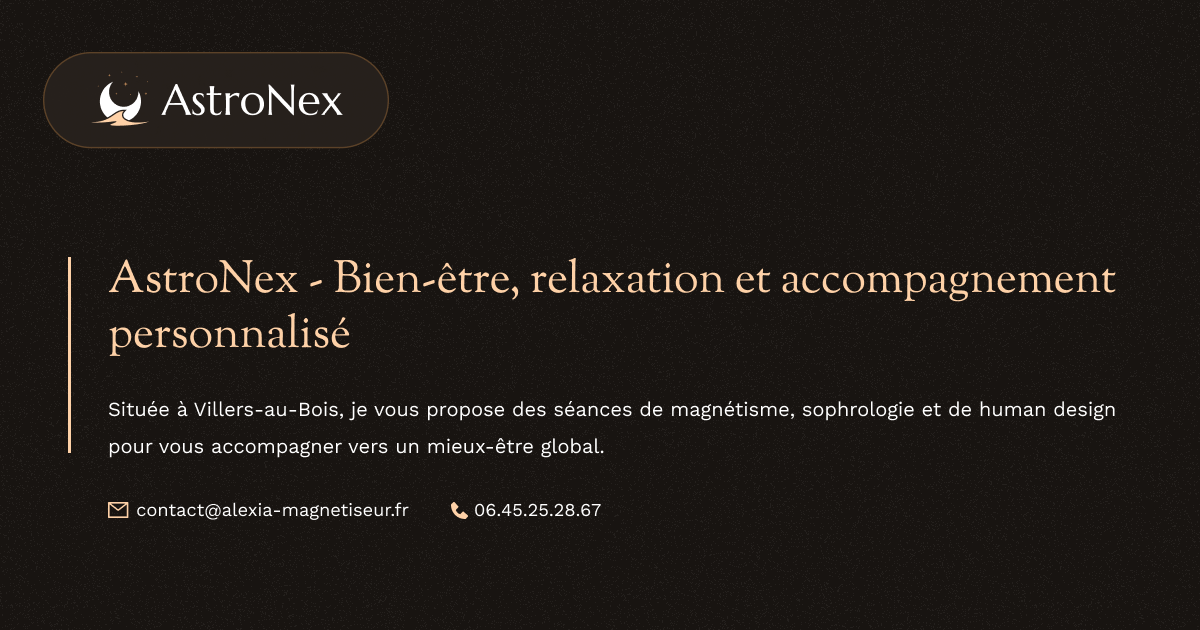 AstroNex
AstroNex - Bien-être, relaxation et accompagnement
personnalisé
Située à Villers-au-Bois, je vous propose des séances de magnétisme, sophrologie et de human design
pour vous accompagner vers un mieux-être global.
contact@alexia-magnetiseur.fr 06.45.25.28.67